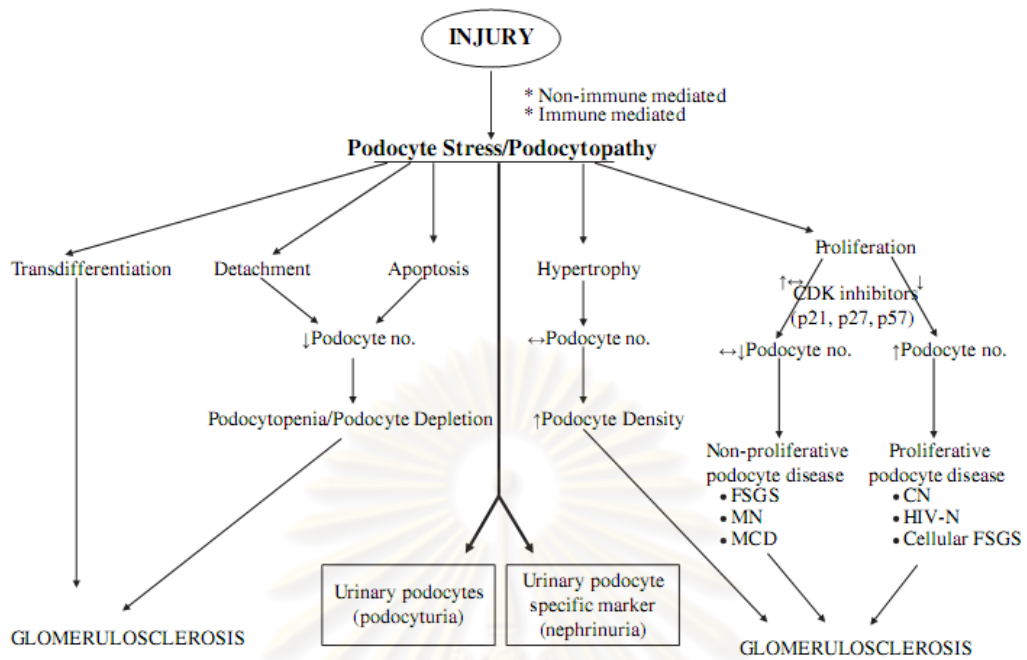 INJURY
* Non-immune mediated
* Immune mediated
Podocyte Stress/Podocytopathy
Transdifferentiation
Detachment
Apoptosis
Hypertrophy
Proliferation
↑↔
↓
CDK inhibitors
(p21, p27, p57)
↓Podocyte no.
↔Podocyte no.
↔↓Podocyte no.
↑Podocyte no.
Podocytopenia/Podocyte Depletion
↑Podocyte Density
Non-proliferative
podocyte disease
• FSGS
• MN
• MCD
Proliferative
podocyte disease
• CN
• HIV-N
• Cellular FSGS
Urinary podocytes
(podocyturia)
Urinary podocyte
specific marker
(nephrinuria)
GLOMERULOSCLEROSIS
GLOMERULOSCLEROSIS